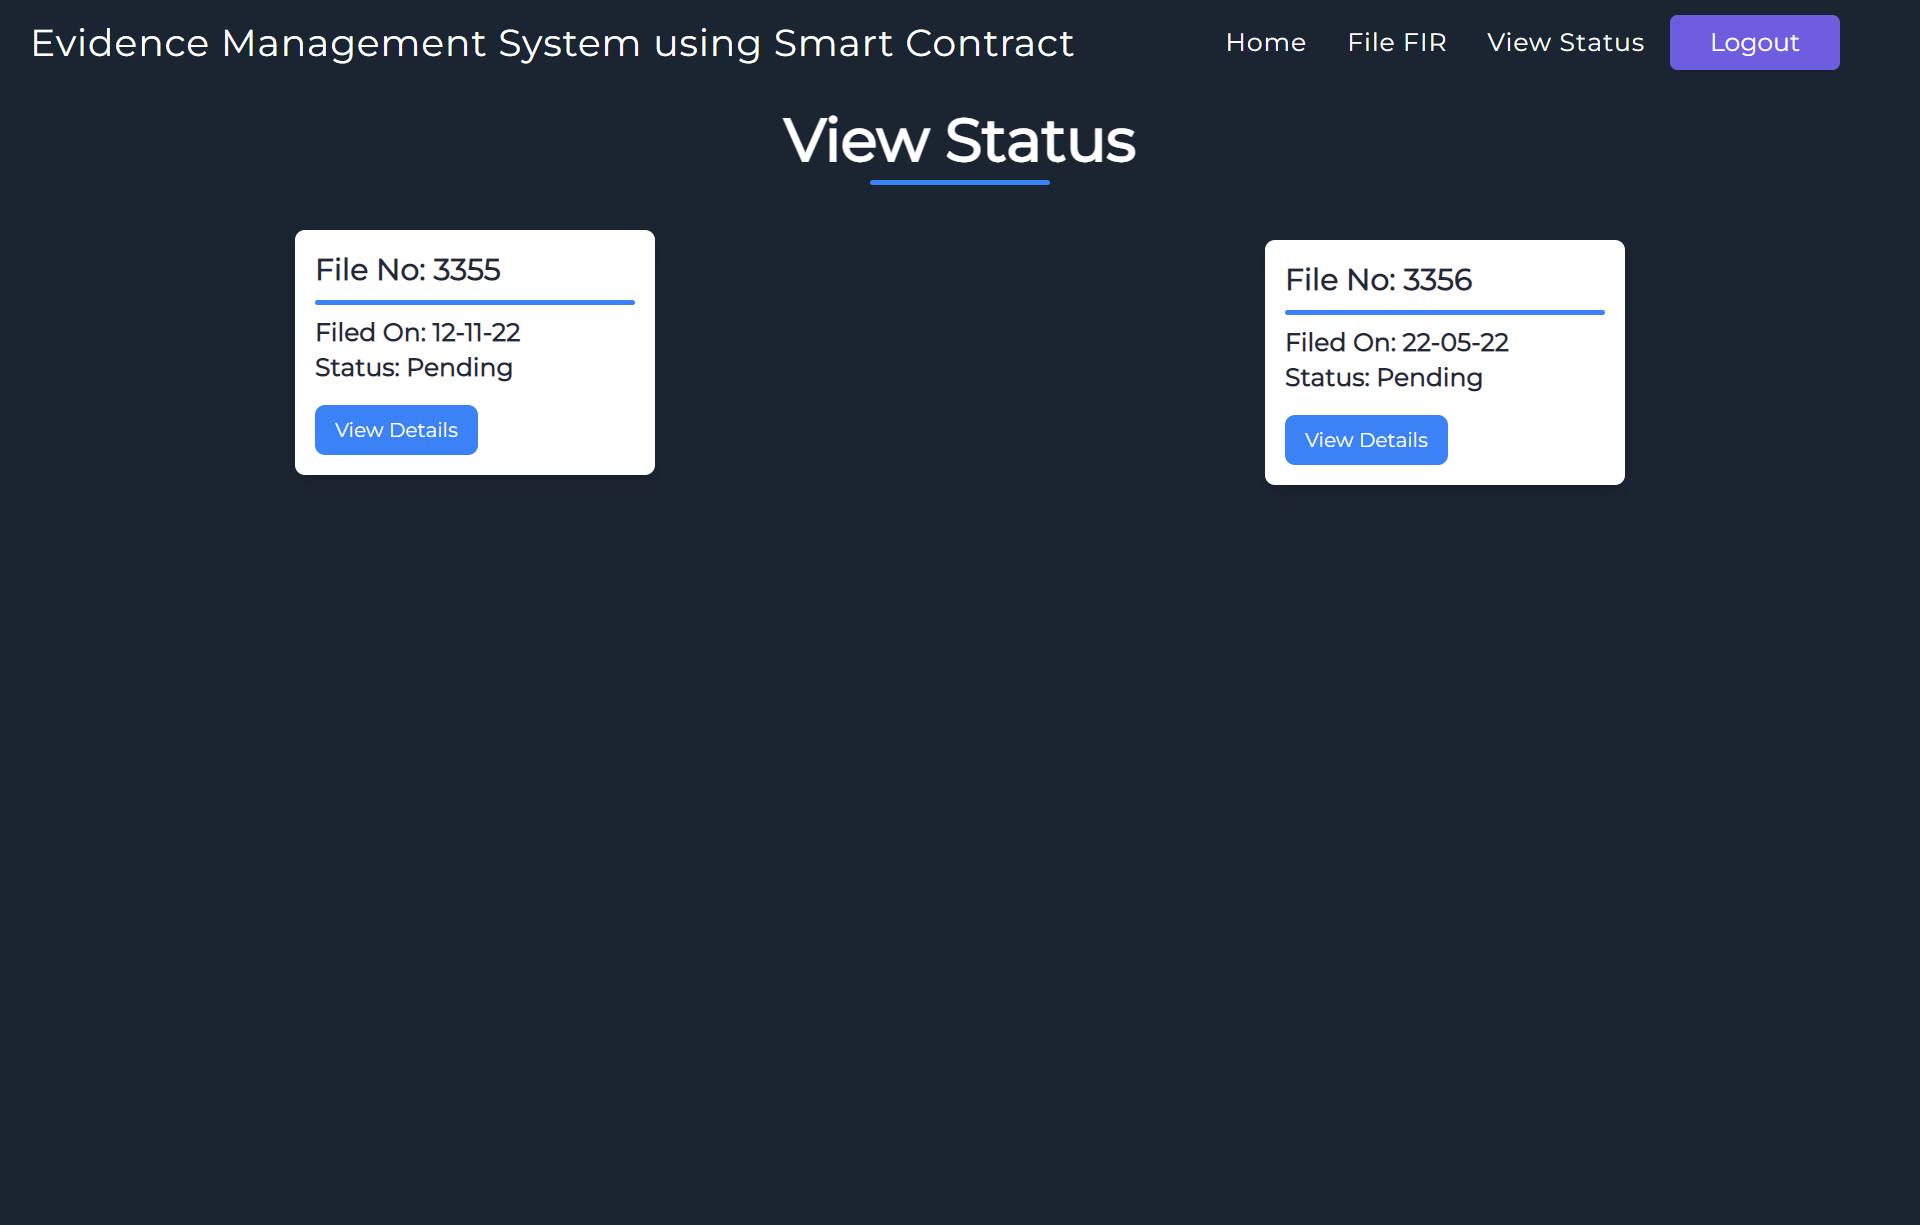 Evidence Management System using Smart Contract
Home
File FIR
View Status
Logout
View Status
File No: 3355
Filed On: 12-11-22
Status: Pending
View Details
File No: 3356
Filed On: 22-05-22
Status: Pending
View Details